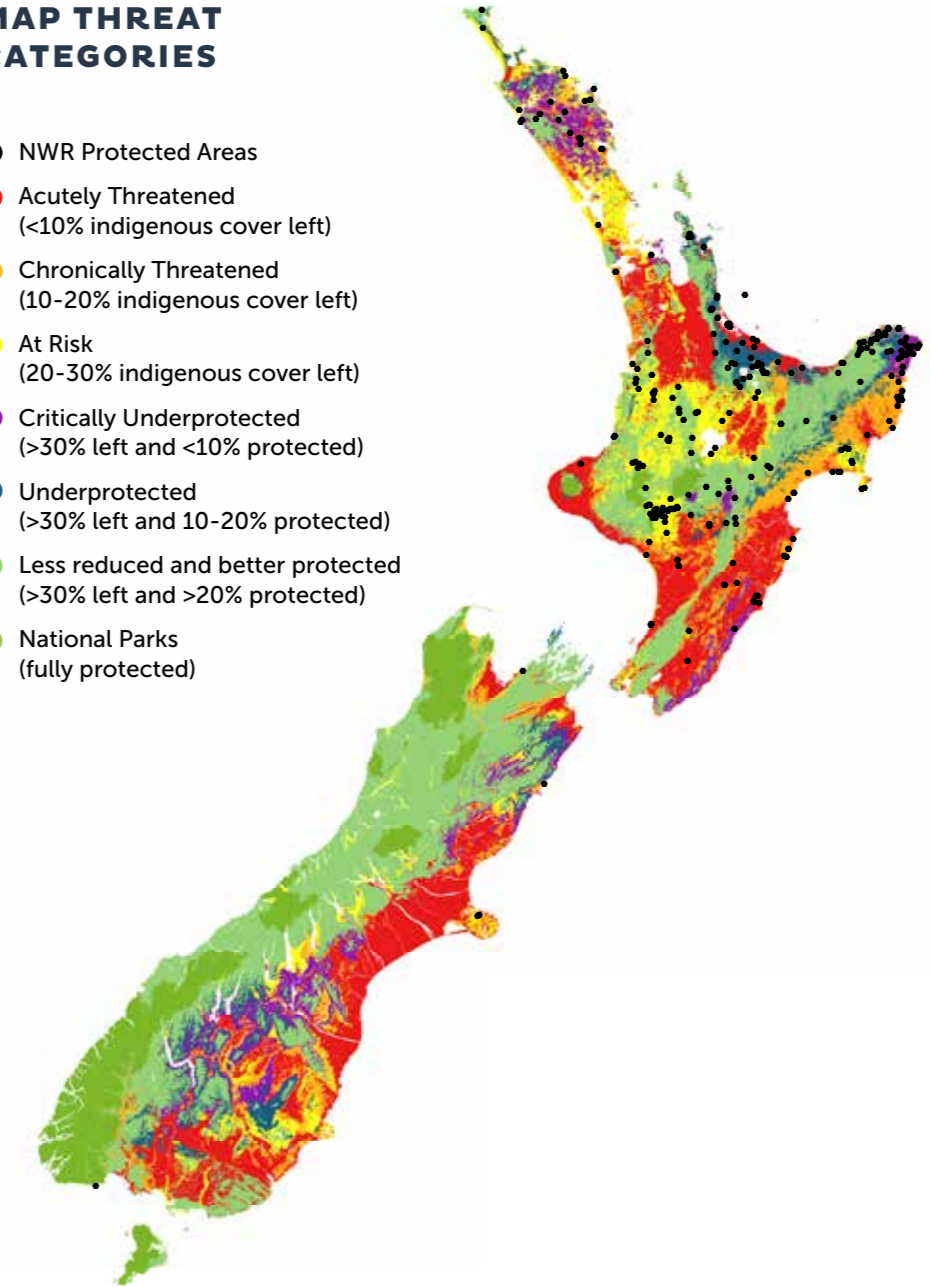 MAP THREAT
CATEGORIES
NWR Protected Areas
Acutely Threatened
(<10% indigenous cover left)
Chronically Threatened
(10-20% indigenous cover left)
At Risk
(20-30% indigenous cover left)
Critically Underprotected
(>30% left and <10% protected)
Underprotected
(>30% left and 10-20% protected)
Less reduced and better protected
(>30% left and >20% protected)
National Parks
(fully protected)